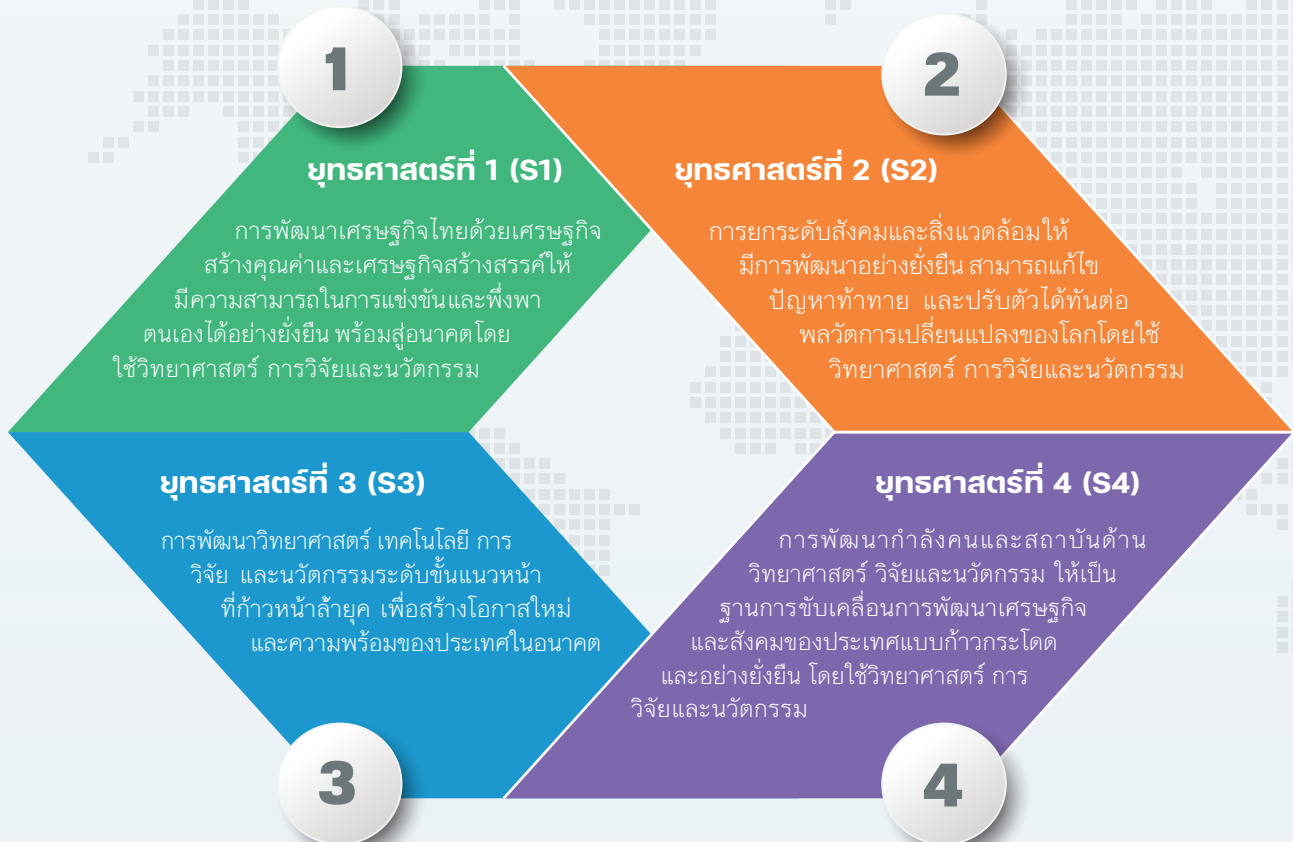 1
ยุทธศาสตร์ที่ 1 (S1)
การพัฒนาเศรษฐกิจไทยด้วยเศรษฐกิจ
สร้างคุณค่าและเศรษฐกิจสร้างสรรค์ให้
มีความสามารถในการแข่งขันและพึ่งพา
ตนเองได้อย่างยั่งยืน พร้อมสู่อนาคตโดย
ใช้วิทยาศาสตร์ การวิจัยและนวัตกรรม
2
ยุทธศาสตร์ที่ 2 (S2)
การยกระดับสังคมและสิ่งแวดล้อมให้
มีการพัฒนาอย่างยั่งยืน สามารถแก้ไข
ปัญหาท้าทาย และปรับตัวได้ทันต่อ
พลวัตการเปลี่ยนแปลงของโลกโดยใช้
วิทยาศาสตร์ การวิจัยและนวัตกรรม
ยุทธศาสตร์ที่ 3 (S3)
การพัฒนาวิทยาศาสตร์ เทคโนโลยี การ
วิจัย และนวัตกรรมระดับขั้นแนวหน้า
ที่ก้าวหน้าล้ำยุค เพื่อสร้างโอกาสใหม่
และความพร้อมของประเทศในอนาคต
3
ยุทธศาสตร์ที่ 4 (S4)
การพัฒนากำลังคนและสถาบันด้าน
วิทยาศาสตร์ วิจัยและนวัตกรรม ให้เป็น
ฐานการขับเคลื่อนการพัฒนาเศรษฐกิจ
และสังคมของประเทศแบบก้าวกระโดด
และอย่างยั่งยืน โดยใช้วิทยาศาสตร์ การ
วิจัยและนวัตกรรม
4